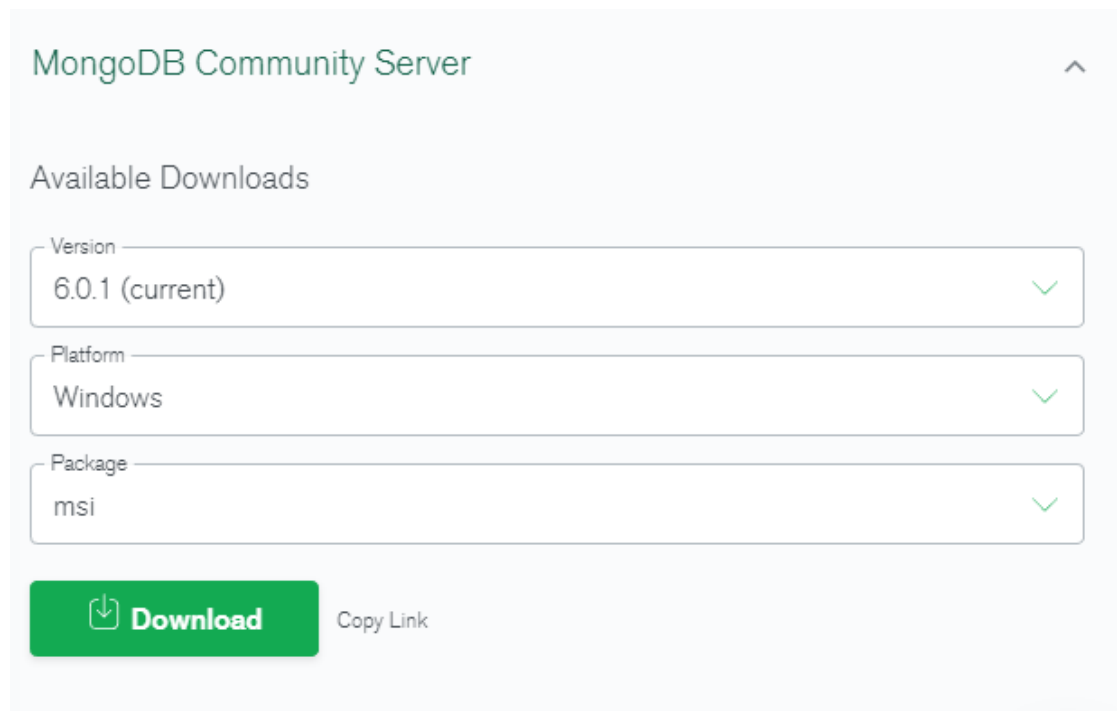 MongoDB Community Server
Available Downloads
Version
6.0.1 (current)
Platform
Windows
Package
msi
Download Copy Link